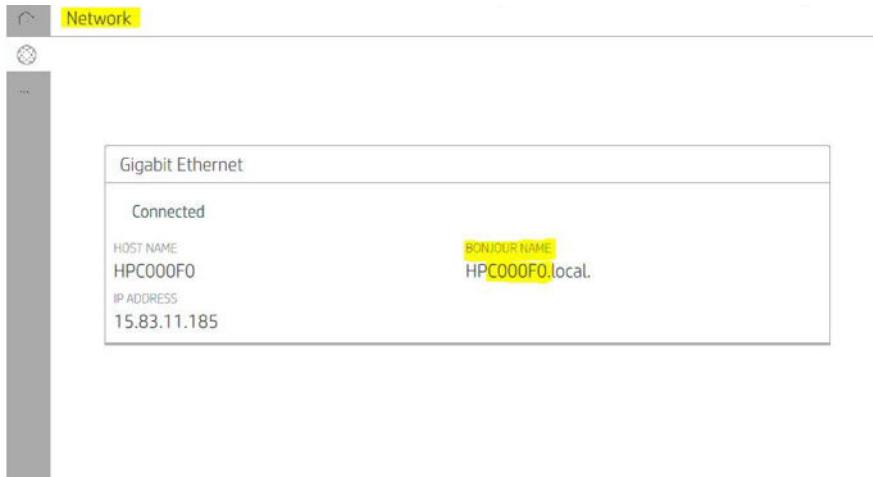 Network
...
Gigabit Ethernet
Connected
HOST NAME
BONJOUR NAME
HPC000F0
HPC000F0.local.
IP ADDRESS
15.83.11.185